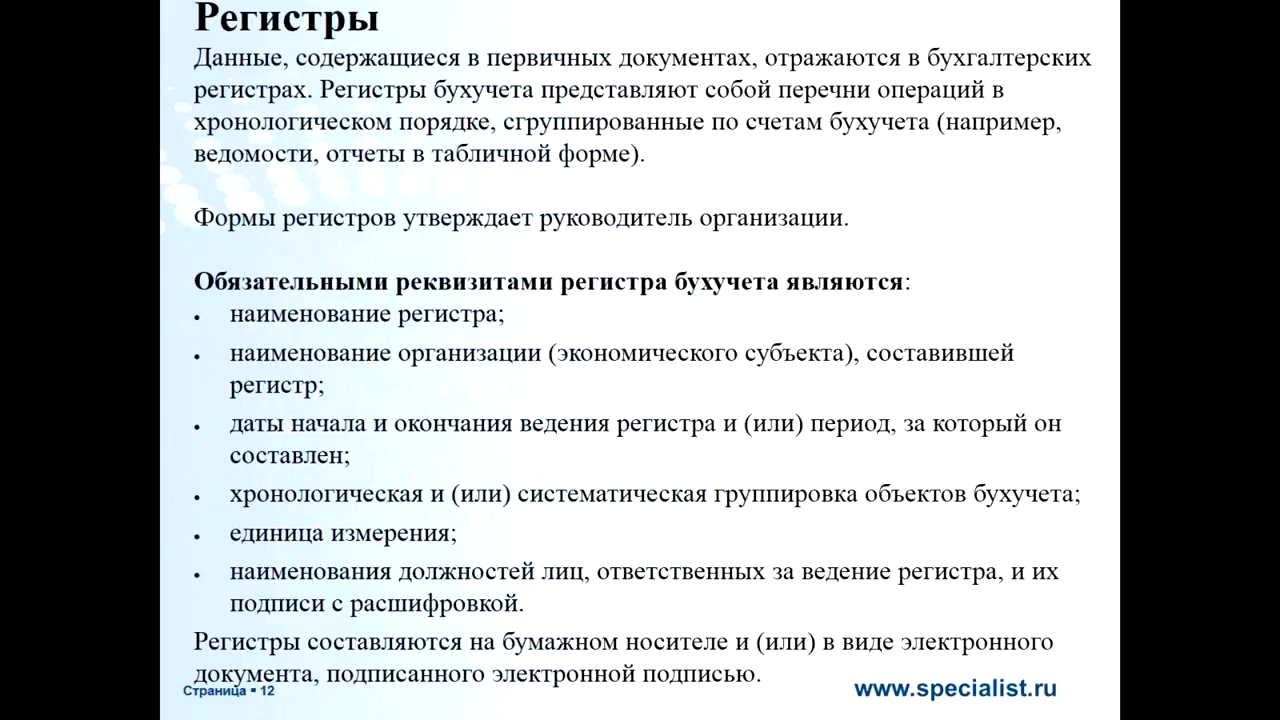 Регистры
Данные, содержащиеся в первичных документах, отражаются в бухгалтерских
регистрах. Регистры бухучета представляют собой перечни операций в
хронологическом порядке, сгруппированные по счетам бухучета (например,
ведомости, отчеты в табличной форме).
Формы регистров утверждает руководитель организации.
Обязательными реквизитами регистра бухучета являются:
• наименование регистра;
• наименование организации (экономического субъекта), составившей
регистр;
• даты начала и окончания ведения регистра и (или) период, за который он
составлен;
• хронологическая и (или) систематическая группировка объектов бухучета;
• единица измерения;
• наименования должностей лиц, ответственных за ведение регистра, и их
подписи с расшифровкой.
Регистры составляются на бумажном носителе и (или) в виде электронного
документа, подписанного электронной подписью.
Страница ▪ 12
www.specialist.ru